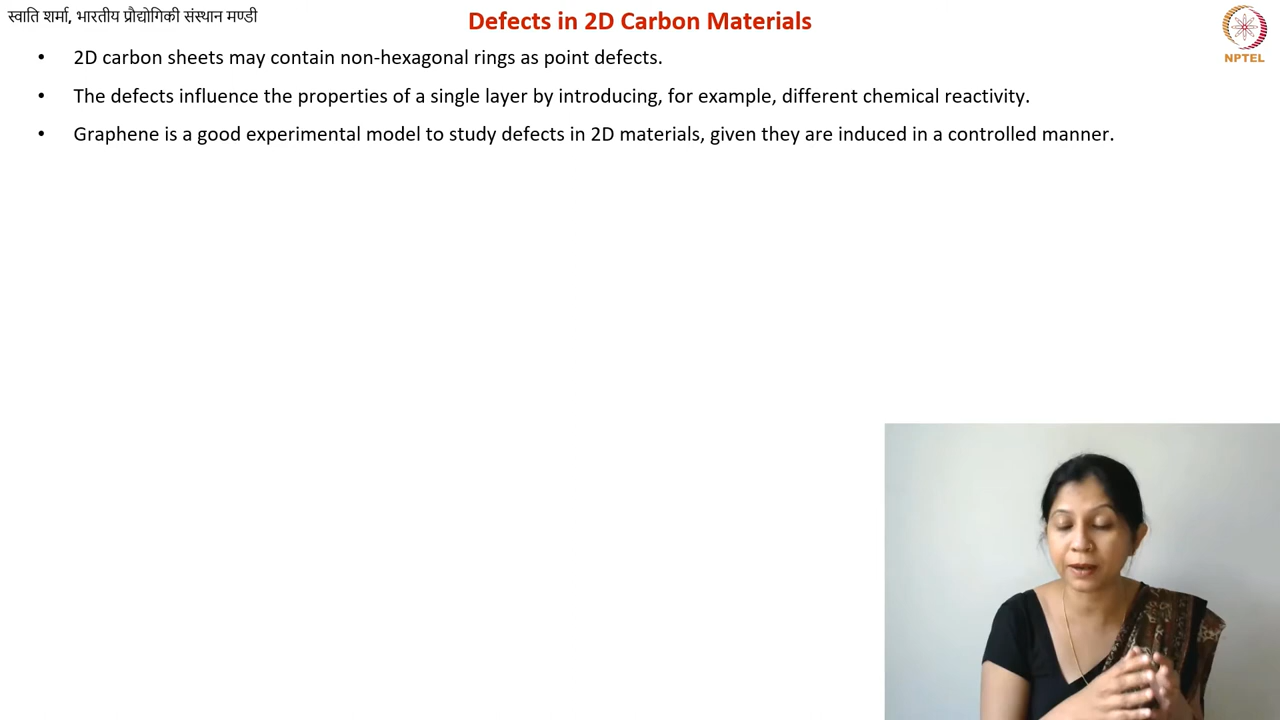 स्वाति शर्मा, भारतीय प्रौद्योगिकी संस्थान मण्डी
Defects in 2D Carbon Materials
NPTEL
• 2D carbon sheets may contain non-hexagonal rings as point defects.
• The defects influence the properties of a single layer by introducing, for example, different chemical reactivity.
• Graphene is a good experimental model to study defects in 2D materials, given they are induced in a controlled manner.